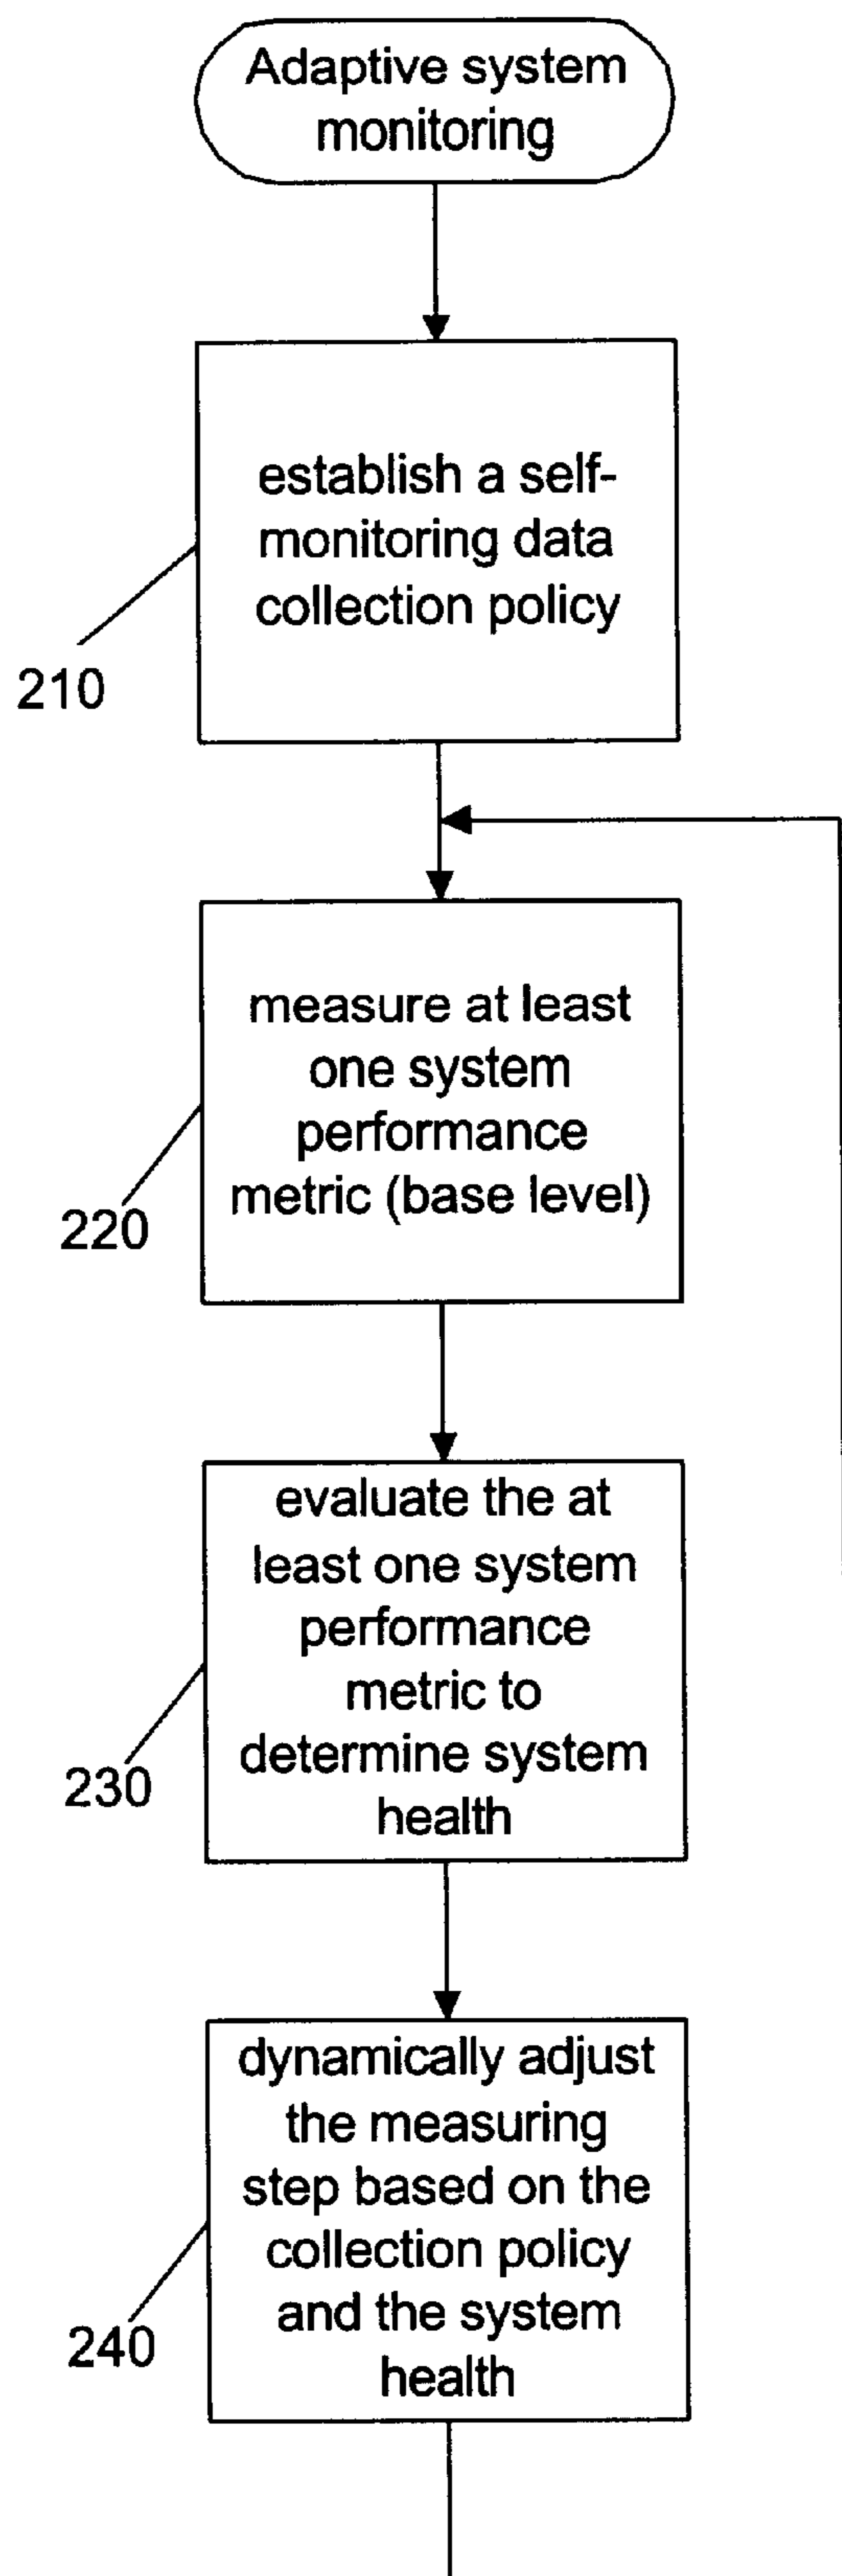 Adaptive system
monitoring
establish a self-
monitoring data
collection policy
210
measure at least
one system
performance
metric (base level)
220
evaluate the at
least one system
performance
metric to
determine system
health
230
dynamically adjust
the measuring
step based on the
collection policy
and the system
health
240